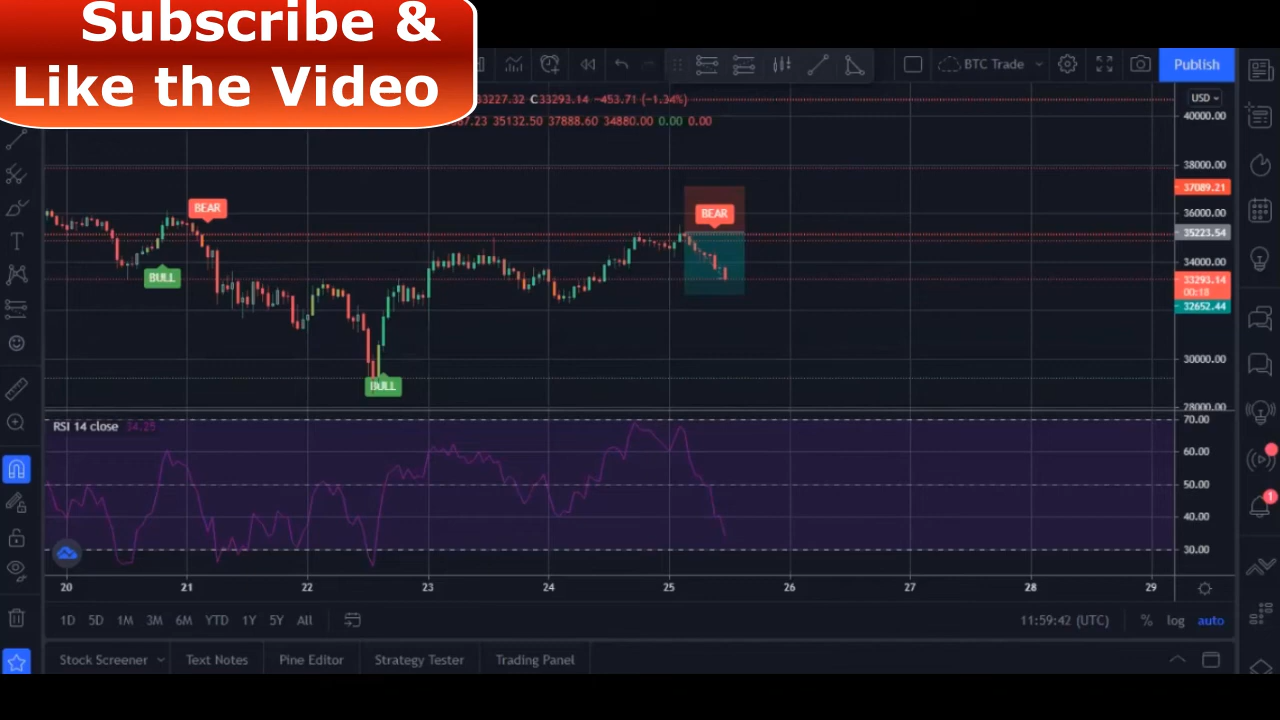 Subscribe &
Like the Video
BTC Trade
Publish
33227.32 C33293.14 −453.71 (−1.34%)
35132.50 37888.60 34880.00 0.00 0.00
USD
40000.00
38000.00
37089.21
36000.00
35223.54
34000.00
33293.14
00:18
32652.44
30000.00
28000.00
BEAR
BULL
BULL
BEAR
RSI 14 close 34.25
70.00
60.00
50.00
40.00
30.00
20 21 22 23 24 25 26 27 28 29
1D 5D 1M 3M 6M YTD 1Y 5Y All
11:59:42 (UTC) % log auto
Stock Screener Text Notes Pine Editor Strategy Tester Trading Panel
1